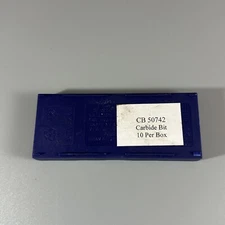 CB 50742
Carbide Bit
10 Per Box